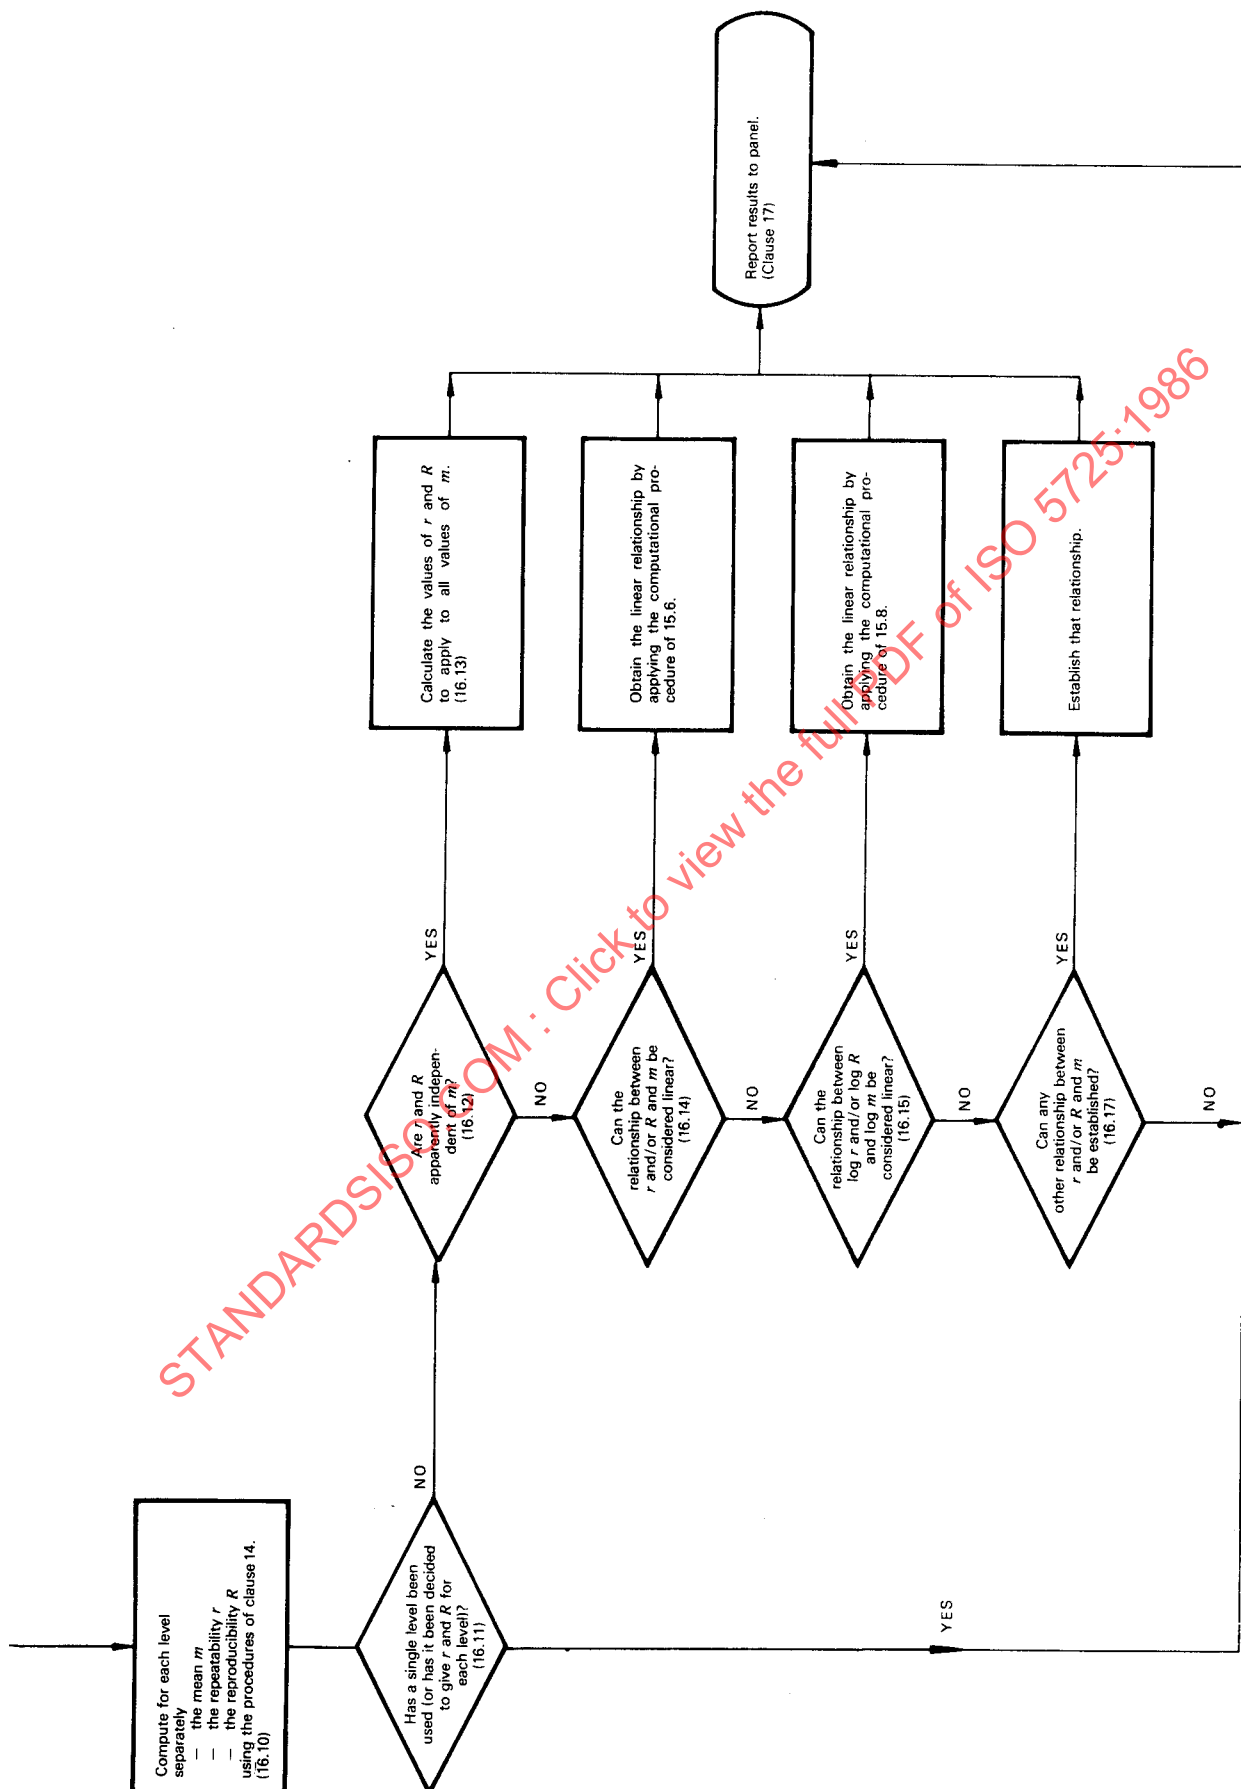 Compute for each level
separately
— the mean m
— the repeatability r
— the reproducibility R
using the procedures of clause 14.
(16.10)
Has a single level been
used (or has it been decided
to give r and R for
each level)?
(16.11)
NO
YES
Are r and R
apparently indepen-
dent of m?
(16.12)
YES
NO
Calculate the values of r and R
to apply to all values of m.
(16.13)
Can the
relationship between
r and/or R and m be
considered linear?
(16.14)
YES
NO
Obtain the linear relationship by
applying the computational pro-
cedure of 15.6.
Can the
relationship between
log r and/or log R
and log m be
considered linear?
(16.15)
YES
NO
Obtain the linear relationship by
applying the computational pro-
cedure of 15.8.
Can any
other relationship between
r and/or R and m
be established?
(16.17)
YES
NO
Establish that relationship.
Report results to panel.
(Clause 17)
STANDARDSISO.COM : Click to view the full PDF of ISO 5725:1986